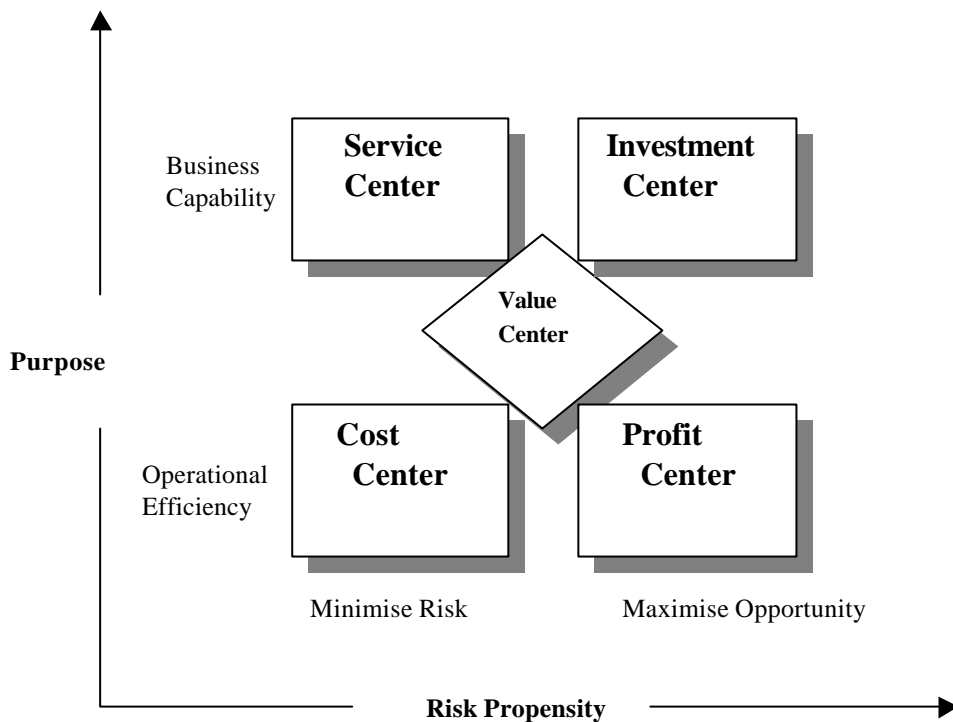 Business
Capability
Service
Center
Investment
Center
Value
Center
Purpose
Operational
Efficiency
Cost
Center
Profit
Center
Minimise Risk
Maximise Opportunity
Risk Propensity